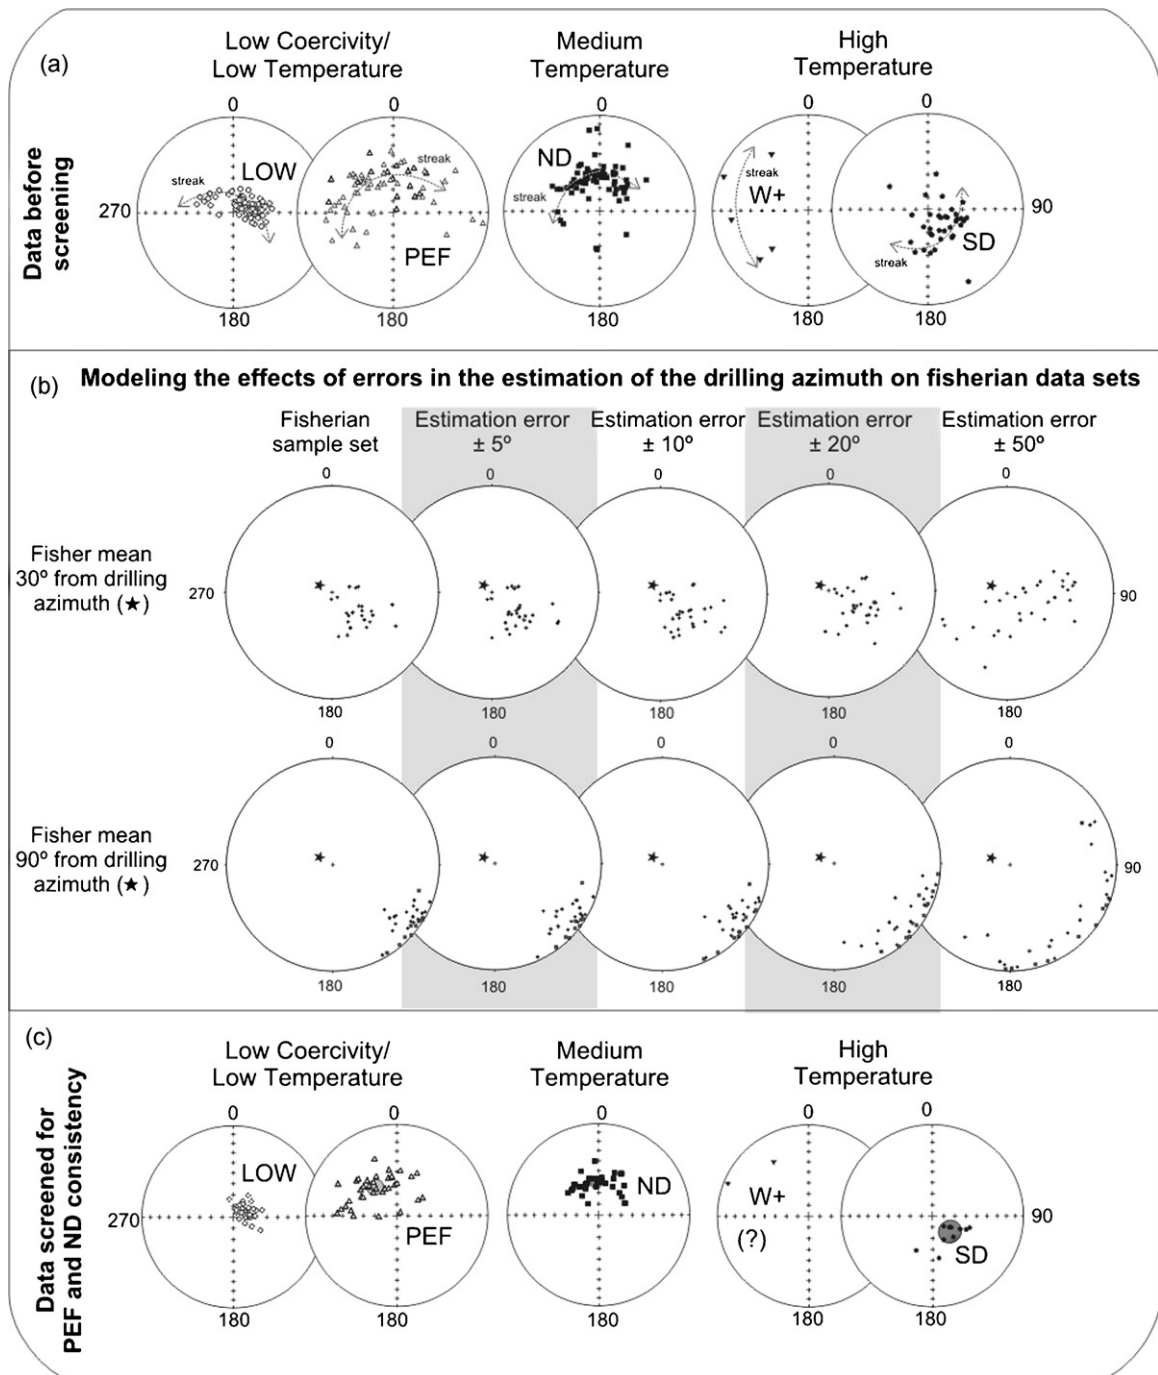 (a)
Data before
screening
Low Coercivity/
Low Temperature
Medium
Temperature
High
Temperature
0
0
0
0
0
LOW
streak
streak
PEF
ND
streak
streak
W+
streak
SD
270
90
180
180
180
180
180
(b)
Modeling the effects of errors in the estimation of the drilling azimuth on fisherian data sets
Fisherian
sample set
Estimation error
± 5º
Estimation error
± 10º
Estimation error
± 20º
Estimation error
± 50º
0
0
0
0
0
Fisher mean
30º from drilling
azimuth (★)
270
90
180
180
180
180
180
0
0
0
0
0
Fisher mean
90º from drilling
azimuth (★)
270
90
180
180
180
180
180
(c)
Data screened for
PEF and ND consistency
Low Coercivity/
Low Temperature
Medium
Temperature
High
Temperature
0
0
0
0
0
LOW
PEF
ND
W+
(?)
SD
270
90
180
180
180
180
180